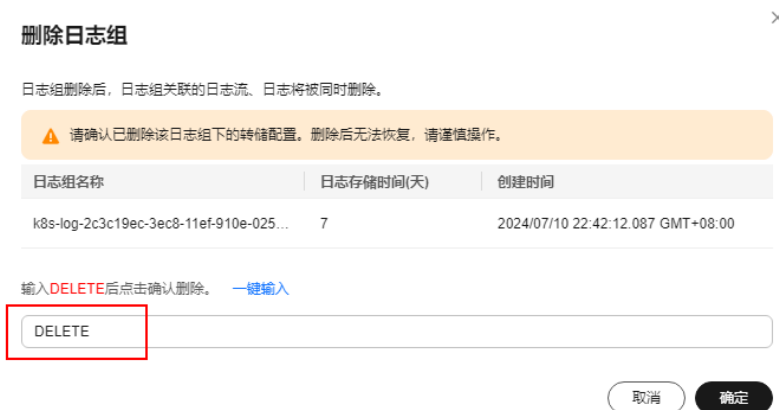 删除日志组
日志组删除后，日志组关联的日志流、日志将被同时删除。
请确认已删除该日志组下的转储配置。删除后无法恢复，请谨慎操作。
日志组名称 日志存储时间(天) 创建时间
k8s-log-2c3c19ec-3ec8-11ef-910e-025... 7 2024/07/10 22:42:12.087 GMT+08:00
输入DELETE后点击确认删除。 一键输入
DELETE
取消 确定